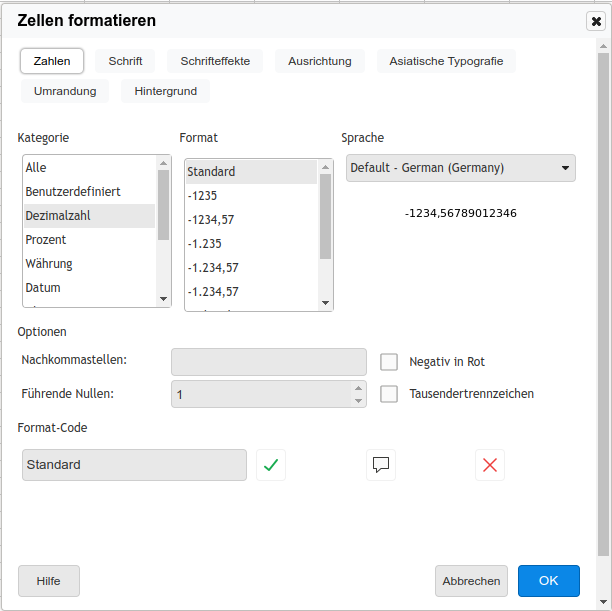 Zellen formatieren
Zahlen Schrift Schrifteffekte Ausrichtung Asiatische Typografie
Umrandung Hintergrund
Kategorie Format Sprache
Alle
Benutzerdefiniert
Dezimalzahl
Prozent
Währung
Datum
Standard
-1235
-1234,57
-1.235
-1.234,57
-1.234,57
Default - German (Germany)
-1234,56789012346
Optionen
Nachkommastellen: Negativ in Rot
Führende Nullen: 1 Tausendertrennzeichen
Format-Code
Standard
Hilfe Abbrechen OK